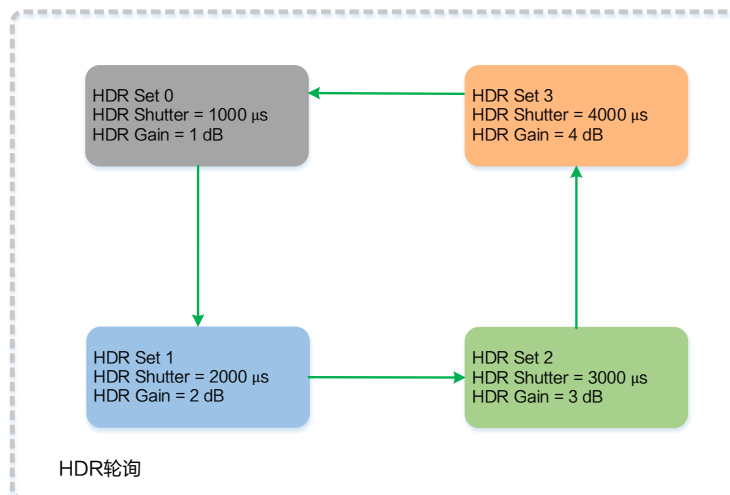 HDR Set 0
HDR Shutter = 1000 μs
HDR Gain = 1 dB
HDR Set 3
HDR Shutter = 4000 μs
HDR Gain = 4 dB
HDR Set 1
HDR Shutter = 2000 μs
HDR Gain = 2 dB
HDR Set 2
HDR Shutter = 3000 μs
HDR Gain = 3 dB
HDR轮询